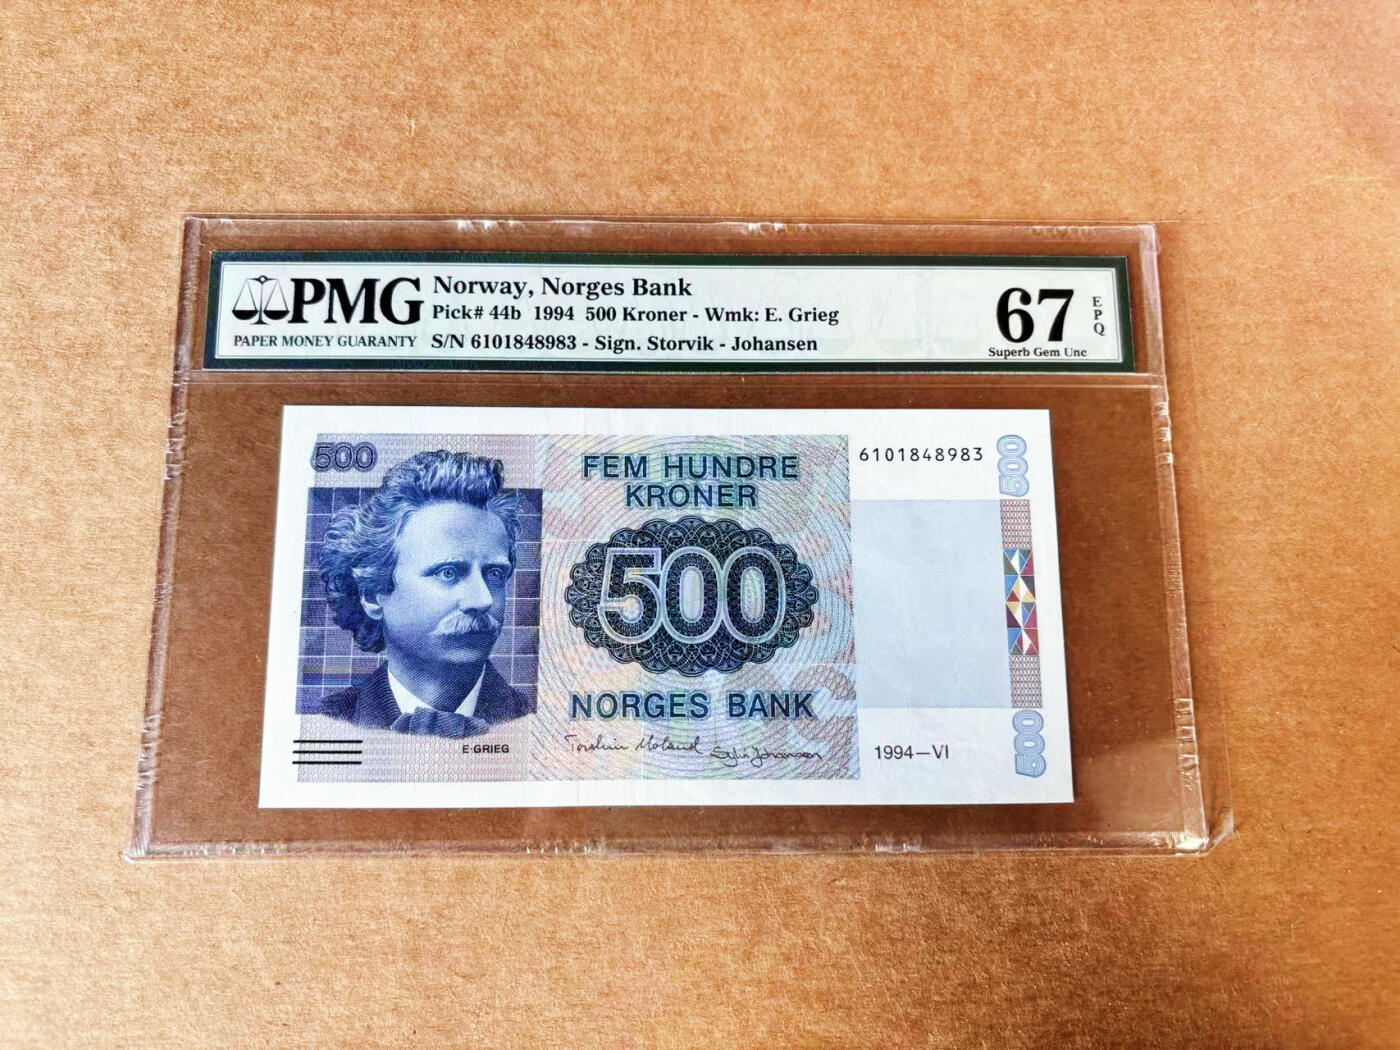 PMG
PAPER MONEY GUARANTY
Norway, Norges Bank
Pick# 44b 1994 500 Kroner - Wmk: E. Grieg
S/N 6101848983 - Sign. Storvik - Johansen
67
EPQ
Superb Gem Unc
500
FEM HUNDRE
KRONER
6101848983
500
500
NORGES BANK
E·GRIEG
1994—VI
500